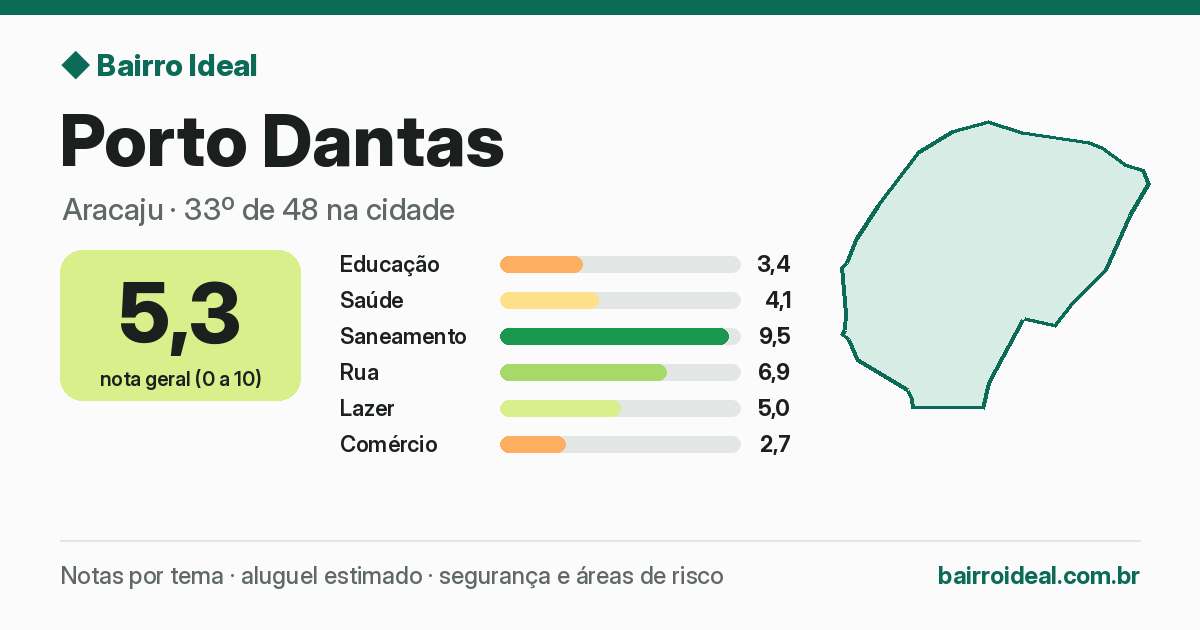 Bairro Ideal
Porto Dantas
Aracaju · 33º de 48 na cidade
5,3
nota geral (0 a 10)
Educação 3,4
Saúde 4,1
Saneamento 9,5
Rua 6,9
Lazer 5,0
Comércio 2,7
Notas por tema · aluguel estimado · segurança e áreas de risco
bairroideal.com.br